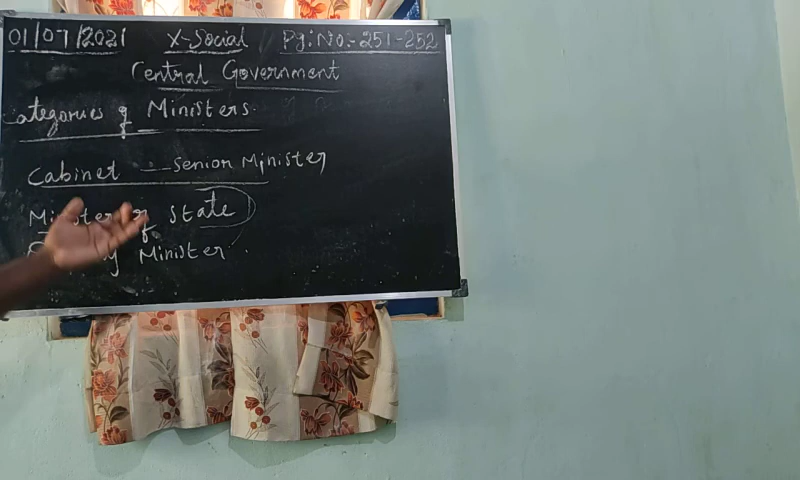 01/07/2021 X-Social Pg:No:-251-252
Central Government
Categories of Ministers.
Cabinet - Senior Minister
Minister of State
Minister.